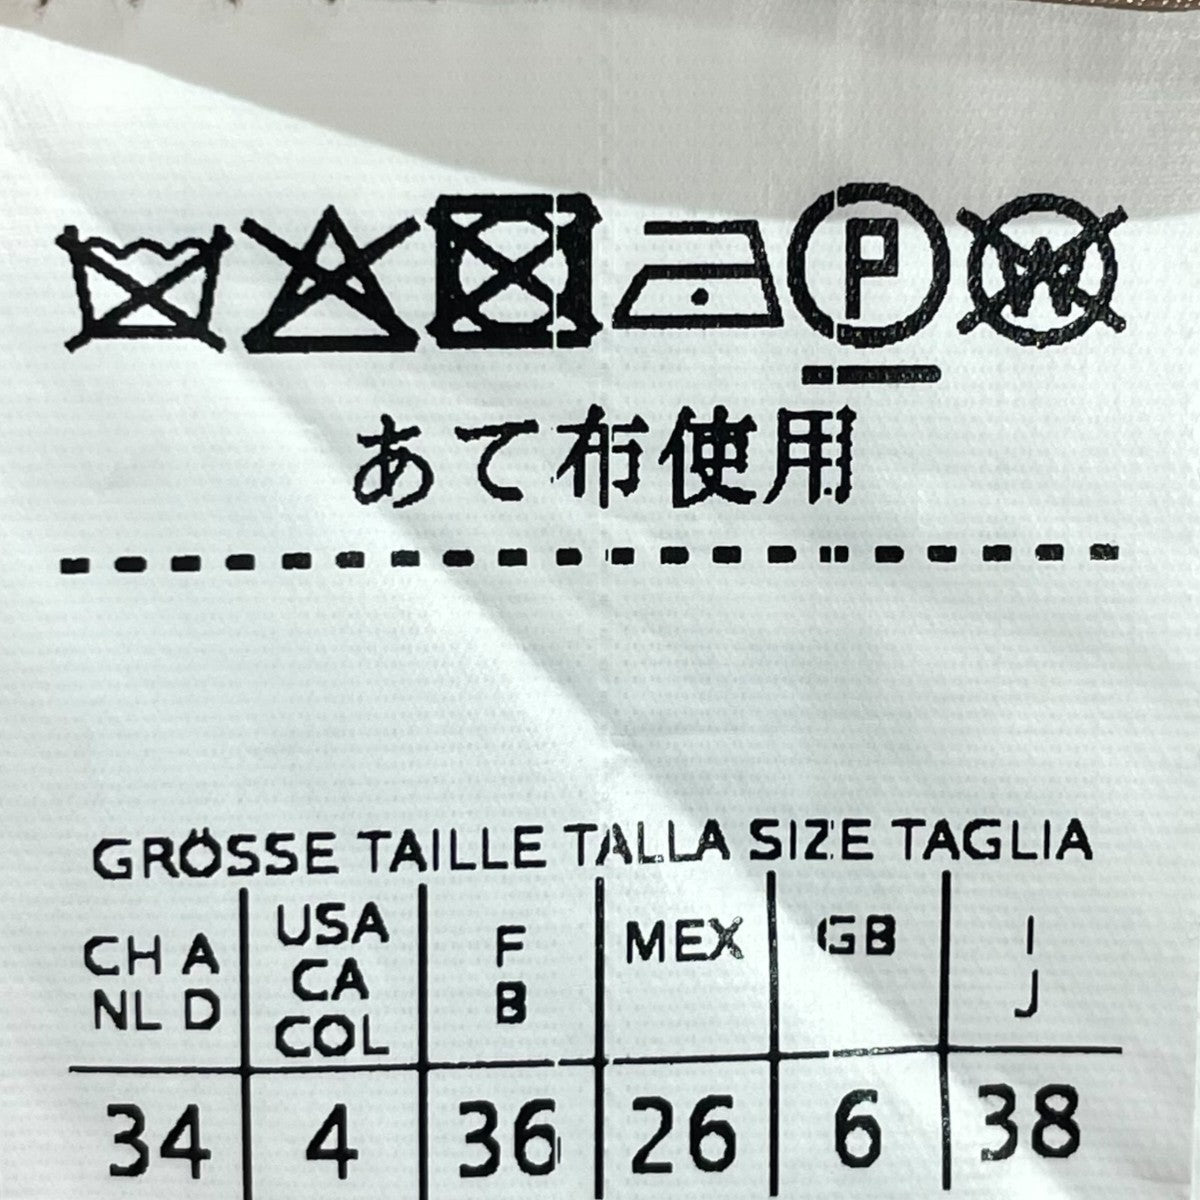 P W
あて布使用
GRÖSSE TAILLE TALLA SIZE TAGLIA
CH A NL D
USA CA COL
F B
MEX
GB
I J
34 4 36 26 6 38